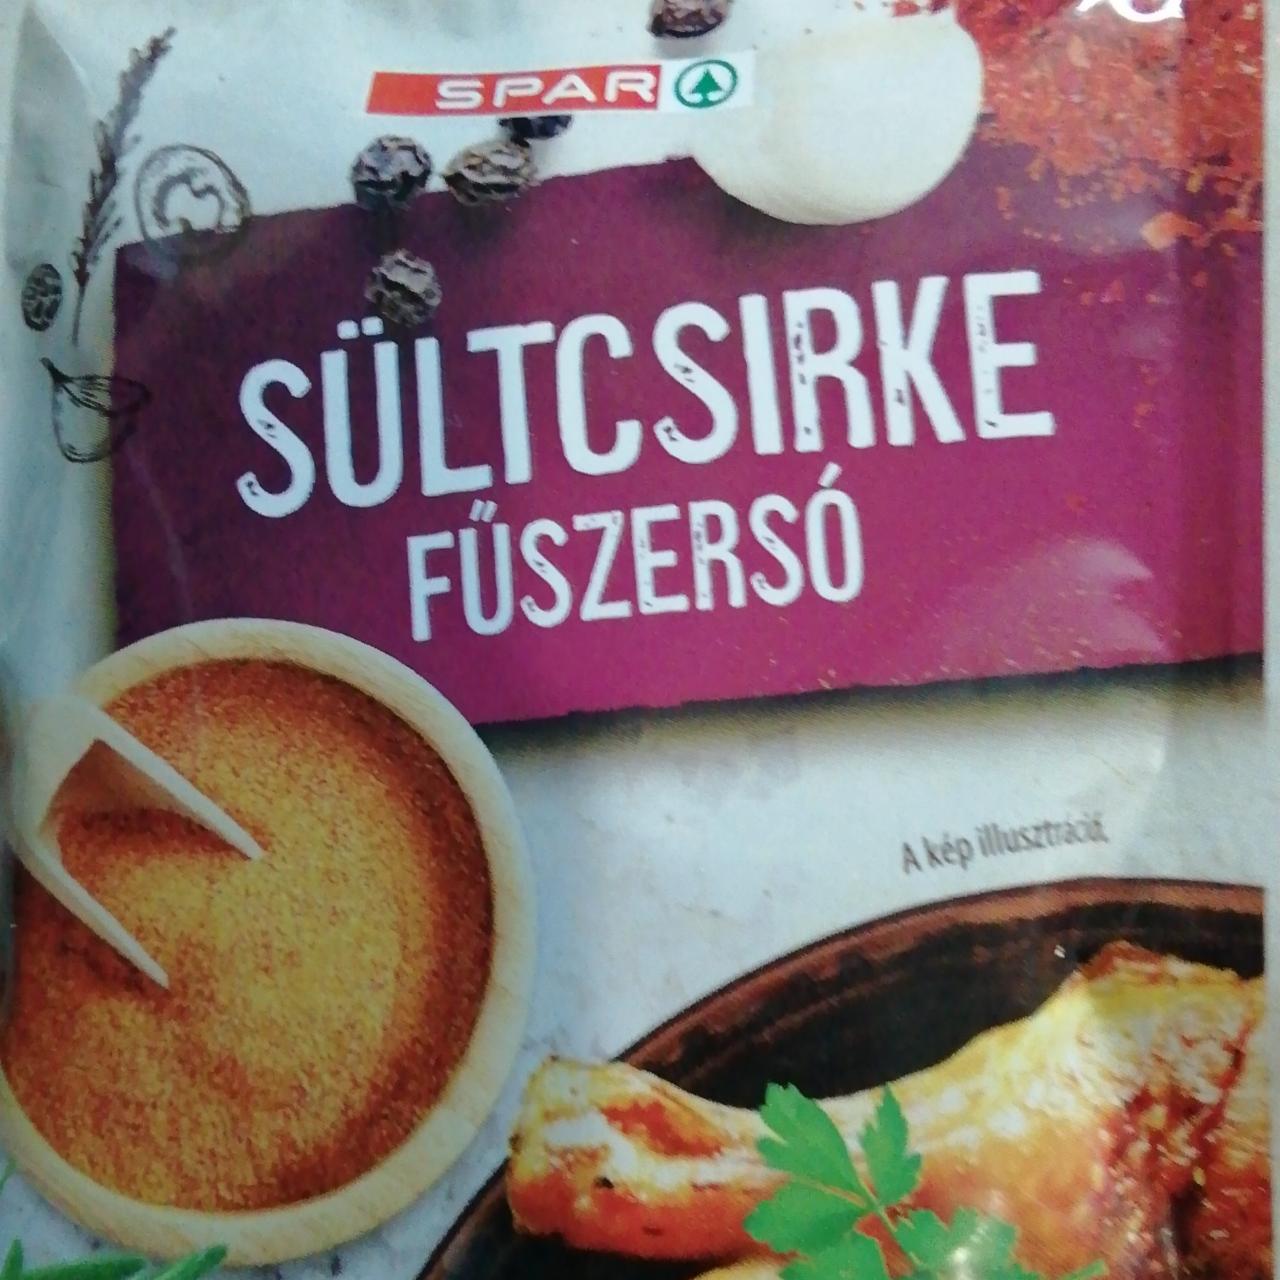 SPAR
SÜLTCSIRKE
FŰSZERSÓ
A kép illusztráció.